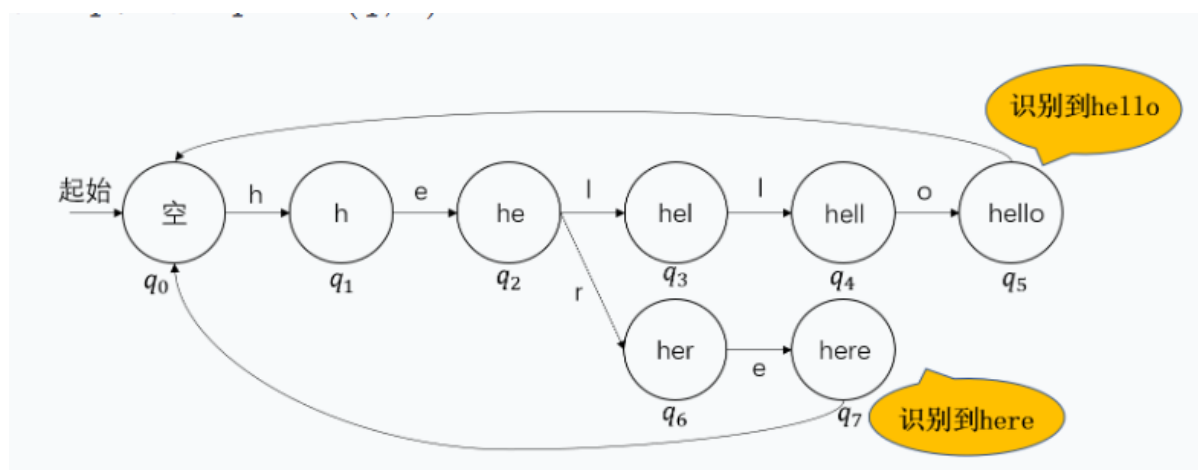 识别到hello
起始
空
h
h
e
he
l
hel
l
hell
o
hello
q0
q1
q2
q3
q4
q5
r
her
e
here
q6
q7
识别到here